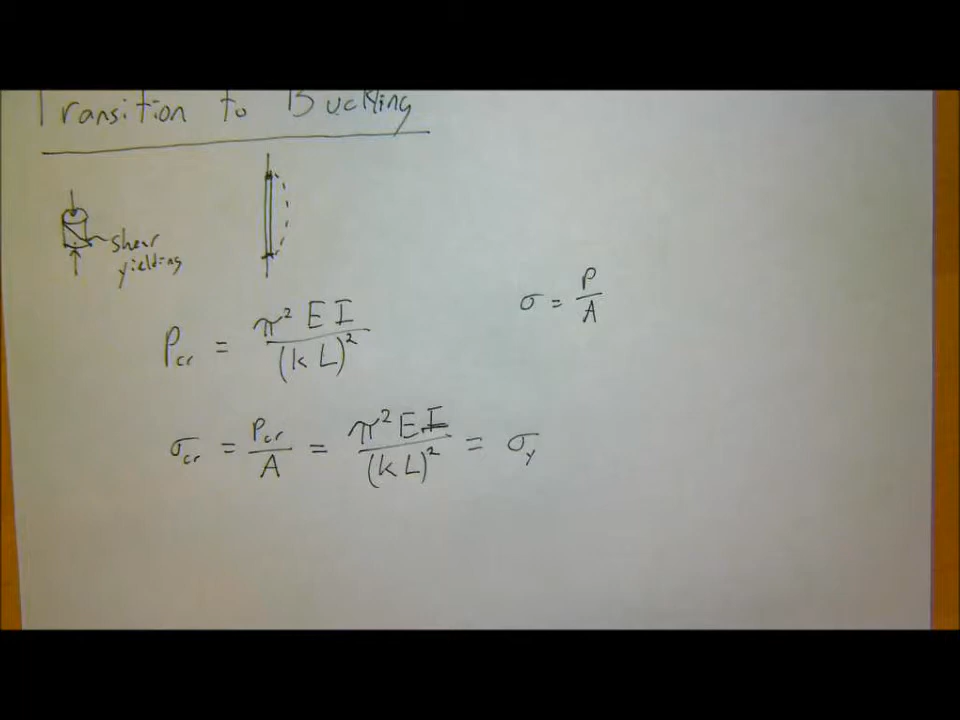 Transition to Buckling
shear
yielding
σ = P/A
P_cr = π² E I / (k L)²
σ_cr = P_cr/A = π² E I / (k L)² = σ_y